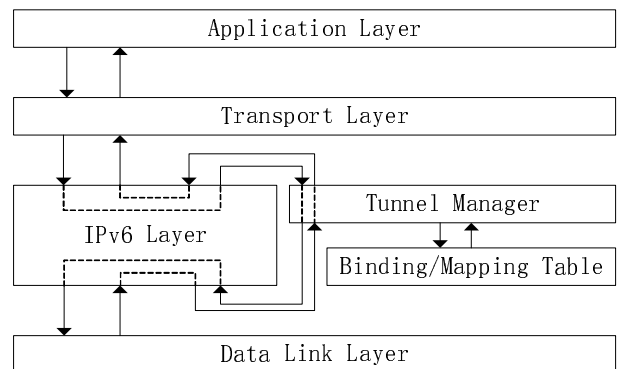 Application Layer
Transport Layer
Tunnel Manager
IPv6 Layer
Binding/Mapping Table
Data Link Layer